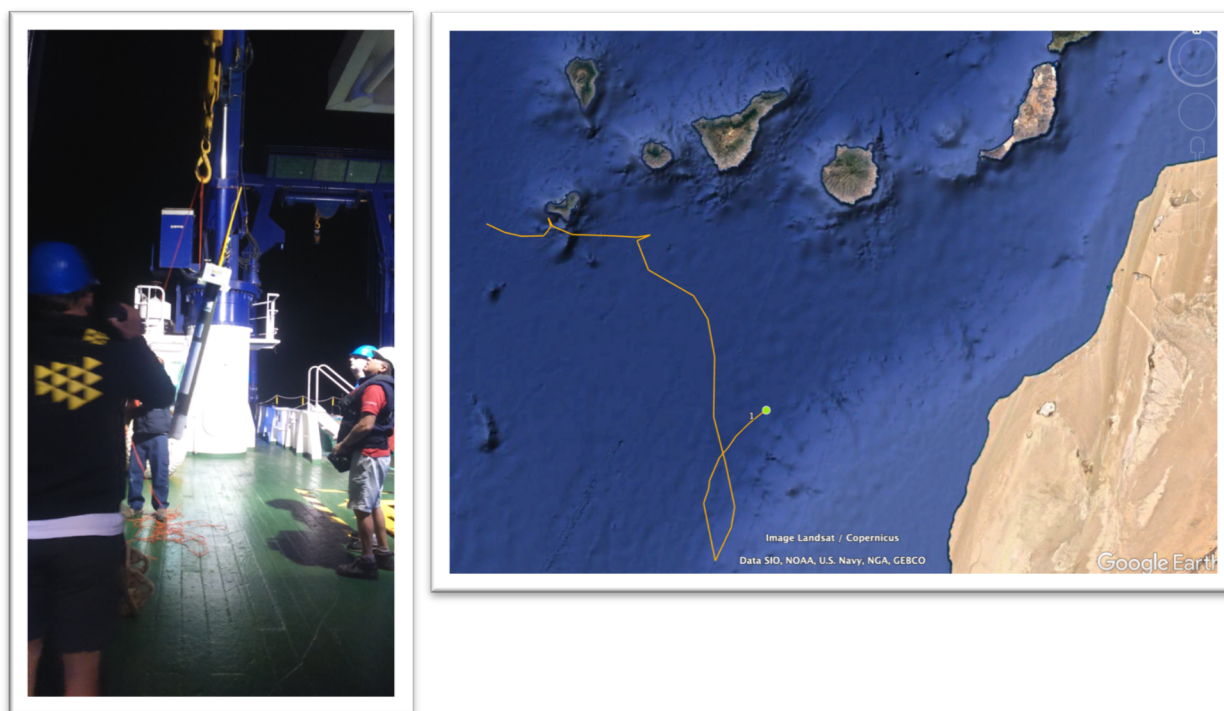 1
Image Landsat / Copernicus
Data SIO, NOAA, U.S. Navy, NGA, GEBCO
Google Earth